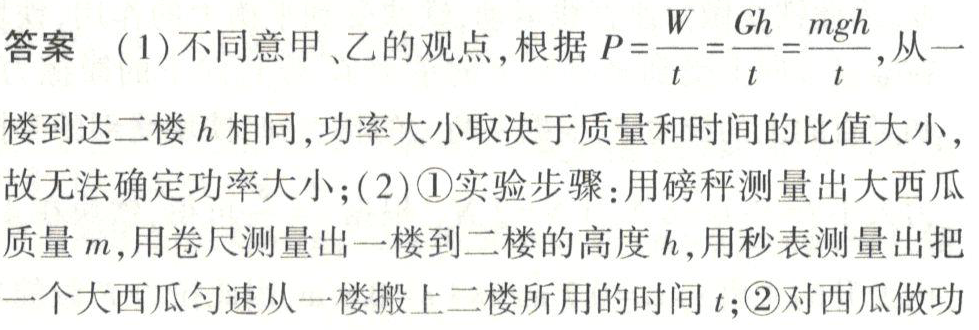 答案 (1)不同意甲、乙的观点,根据 P=W/t=Gh/t=mgh/t,从一
楼到达二楼 h 相同,功率大小取决于质量和时间的比值大小,
故无法确定功率大小;(2)①实验步骤:用磅秤测量出大西瓜
质量 m,用卷尺测量出一楼到二楼的高度 h,用秒表测量出把
一个大西瓜匀速从一楼搬上二楼所用的时间 t;②对西瓜做功